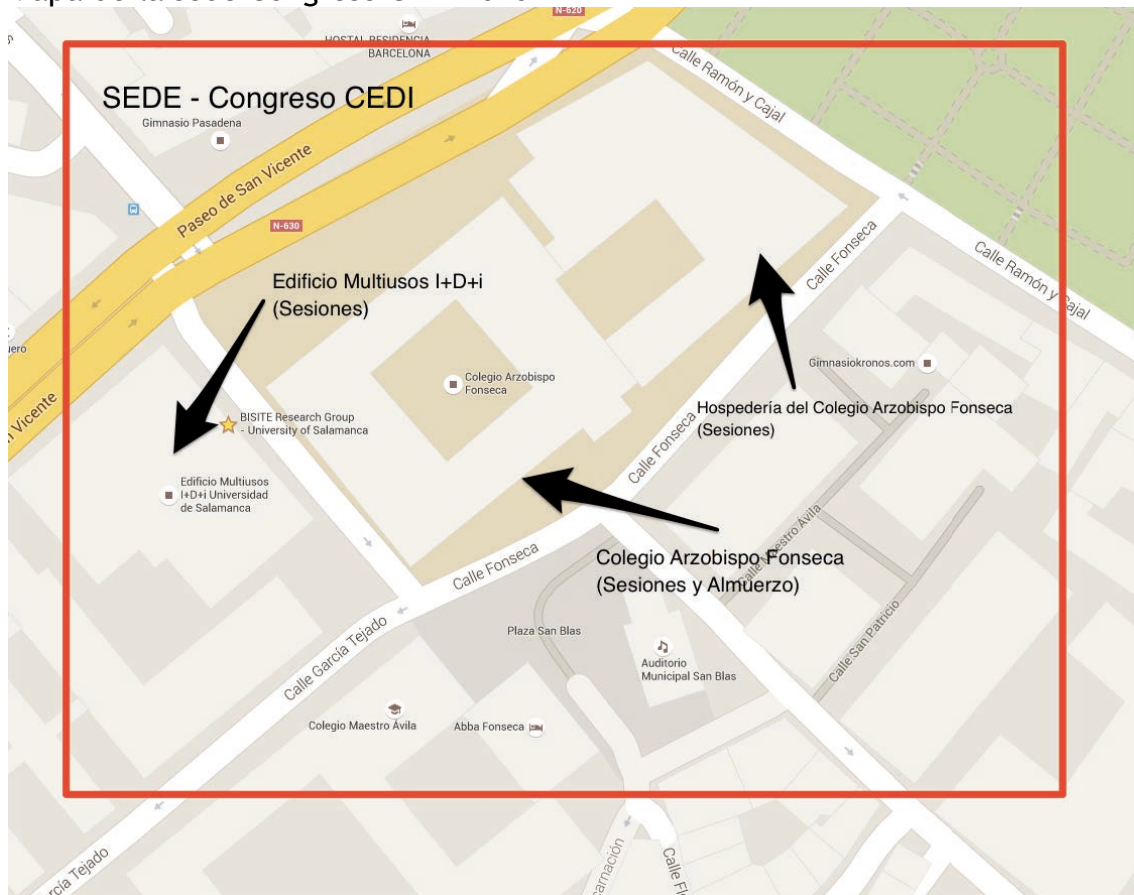 N-620
HOSTAL RESIDENCIA
BARCELONA
SEDE - Congreso CEDI
Gimnasio Pasadena
Calle Ramón y Cajal
Paseo de San Vicente
N-630
Calle Fonseca
Calle Ramón y Cajal
Edificio Multiusos I+D+i
(Sesiones)
Gimnasiokronos.com
Colegio Arzobispo
Fonseca
Hospedería del Colegio Arzobispo Fonseca
(Sesiones)
BISITE Research Group
- University of Salamanca
Vicente
Calle Fonseca
Edificio Multiusos
I+D+i Universidad
de Salamanca
Calle Fonseca
Colegio Arzobispo Fonseca
(Sesiones y Almuerzo)
Calle Maestro Ávila
Plaza San Blas
Calle San Patricio
Auditorio
Municipal San Blas
Calle García Tejado
Colegio Maestro Ávila
Abba Fonseca
García Tejado
Calle